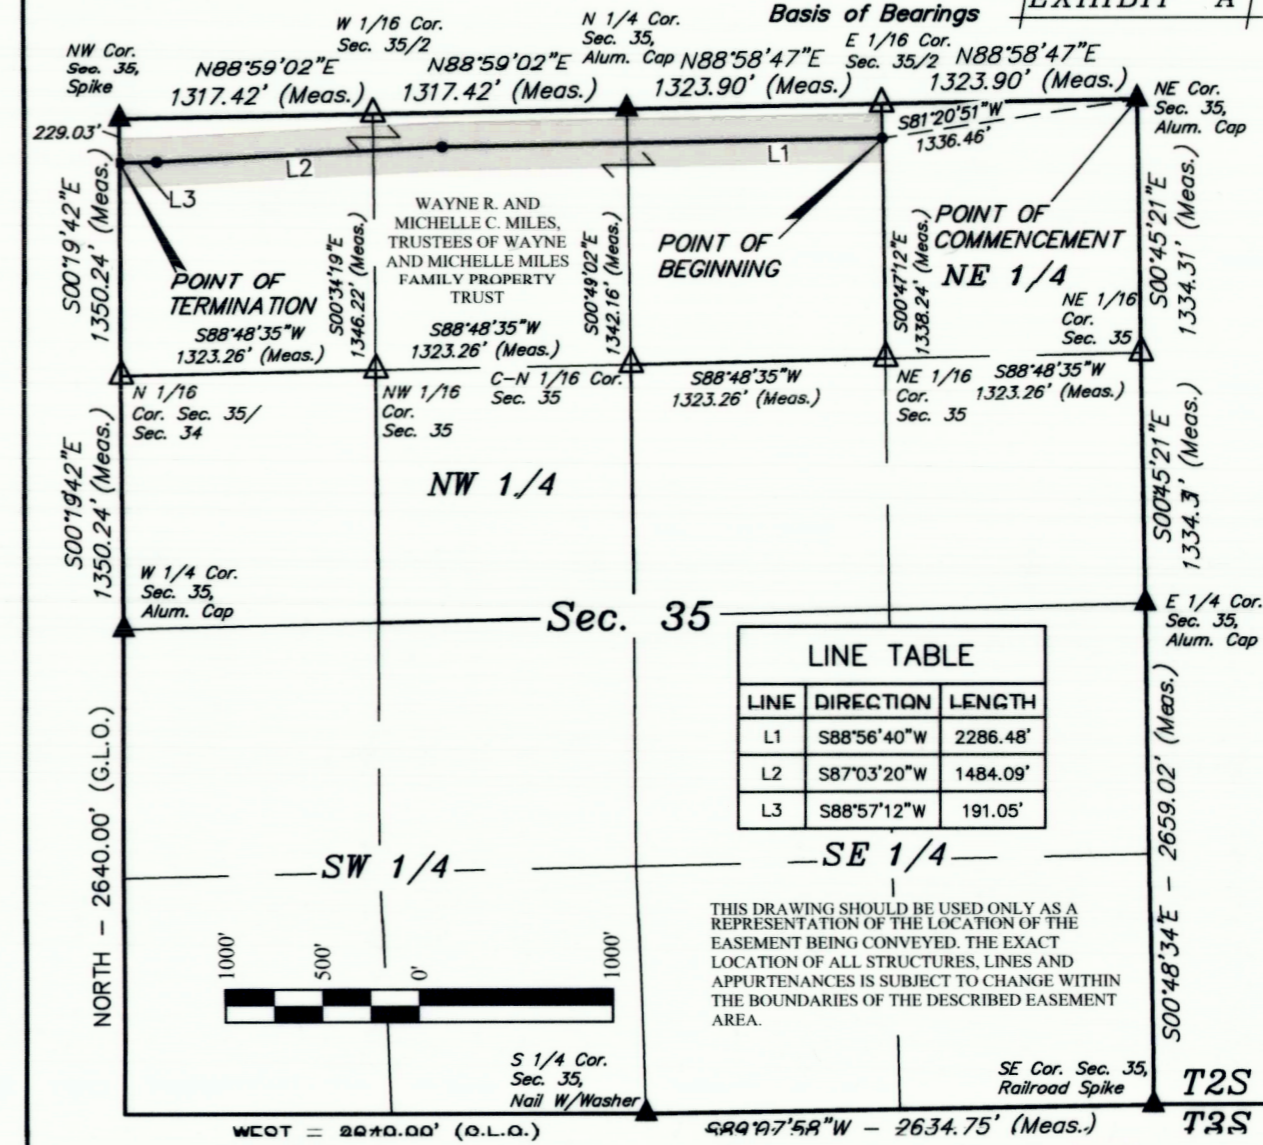 Basis of Bearings
EXHIBIT "A"
NW Cor.
Sec. 35,
Spike
W 1/16 Cor.
Sec. 35/2
N 1/4 Cor.
Sec. 35,
Alum. Cap
E 1/16 Cor.
Sec. 35/2
NE Cor.
Sec. 35,
Alum. Cap
N88°59'02"E
1317.42' (Meas.)
N88°59'02"E
1317.42' (Meas.)
N88°58'47"E
1323.90' (Meas.)
N88°58'47"E
1323.90' (Meas.)
229.03'
S81°20'51"W
1336.46'
L3
L2
L1
S00°19'42"E
1350.24' (Meas.)
POINT OF
TERMINATION
S00°34'19"E
1346.22' (Meas.)
WAYNE R. AND
MICHELLE C. MILES,
TRUSTEES OF WAYNE
AND MICHELLE MILES
FAMILY PROPERTY
TRUST
S00°49'02"E
1342.16' (Meas.)
POINT OF
BEGINNING
S00°47'12"E
1338.24' (Meas.)
POINT OF
COMMENCEMENT
NE 1/4
S00°45'21"E
1334.31' (Meas.)
NE 1/16
Cor.
Sec. 35
S88°48'35"W
1323.26' (Meas.)
S88°48'35"W
1323.26' (Meas.)
S88°48'35"W
1323.26' (Meas.)
S88°48'35"W
1323.26' (Meas.)
N 1/16
Cor. Sec. 35/
Sec. 34
NW 1/16
Cor.
Sec. 35
C-N 1/16 Cor.
Sec. 35
NE 1/16
Cor.
Sec. 35
S00°19'42"E
1350.24' (Meas.)
NW 1/4
S00°45'21"E
1334.31' (Meas.)
W 1/4 Cor.
Sec. 35,
Alum. Cap
Sec. 35
E 1/4 Cor.
Sec. 35,
Alum. Cap
LINE TABLE
LINE DIRECTION LENGTH
L1 S88°56'40"W 2286.48'
L2 S87°03'20"W 1484.09'
L3 S88°57'12"W 191.05'
NORTH - 2640.00' (G.L.O.)
S00°48'34"E - 2659.02' (Meas.)
SW 1/4
SE 1/4
THIS DRAWING SHOULD BE USED ONLY AS A
REPRESENTATION OF THE LOCATION OF THE
EASEMENT BEING CONVEYED. THE EXACT
LOCATION OF ALL STRUCTURES, LINES AND
APPURTENANCES IS SUBJECT TO CHANGE WITHIN
THE BOUNDARIES OF THE DESCRIBED EASEMENT
AREA.
1000' 500' 0' 1000'
S 1/4 Cor.
Sec. 35,
Nail W/Washer
SE Cor. Sec. 35,
Railroad Spike
T2S
T3S
WEST = (G.L.O.)
S89°07'58"W - 2634.75' (Meas.)